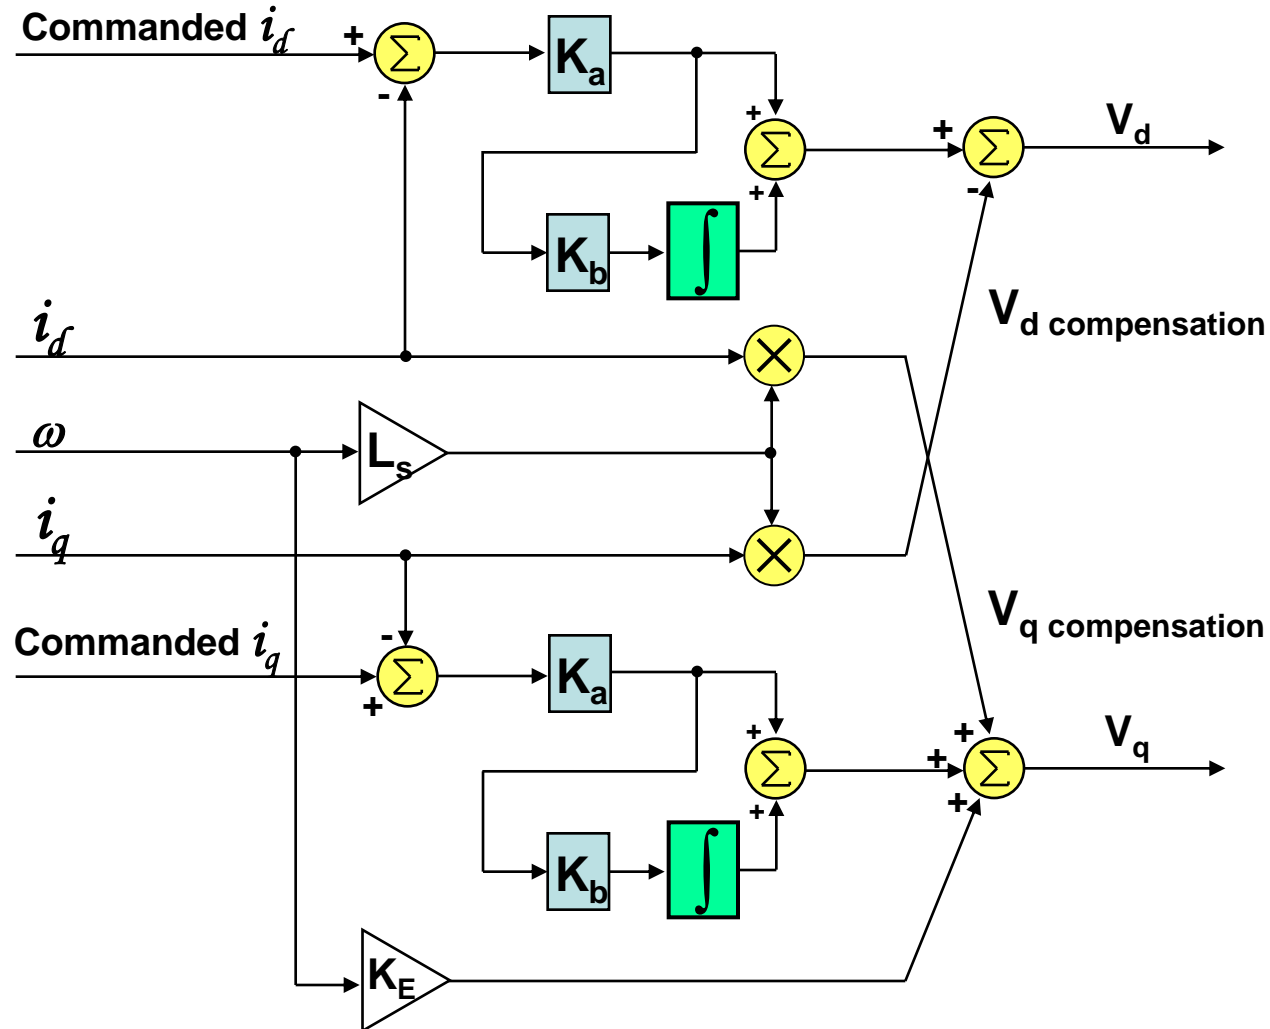 Commanded i_d
+
Σ
-
K_a
+
Σ
+
+
Σ
-
V_d
K_b
∫
V_d compensation
i_d
×
ω
L_s
i_q
×
V_q compensation
Commanded i_q
-
Σ
+
K_a
+
Σ
+
+
+
Σ
+
V_q
K_b
∫
K_E